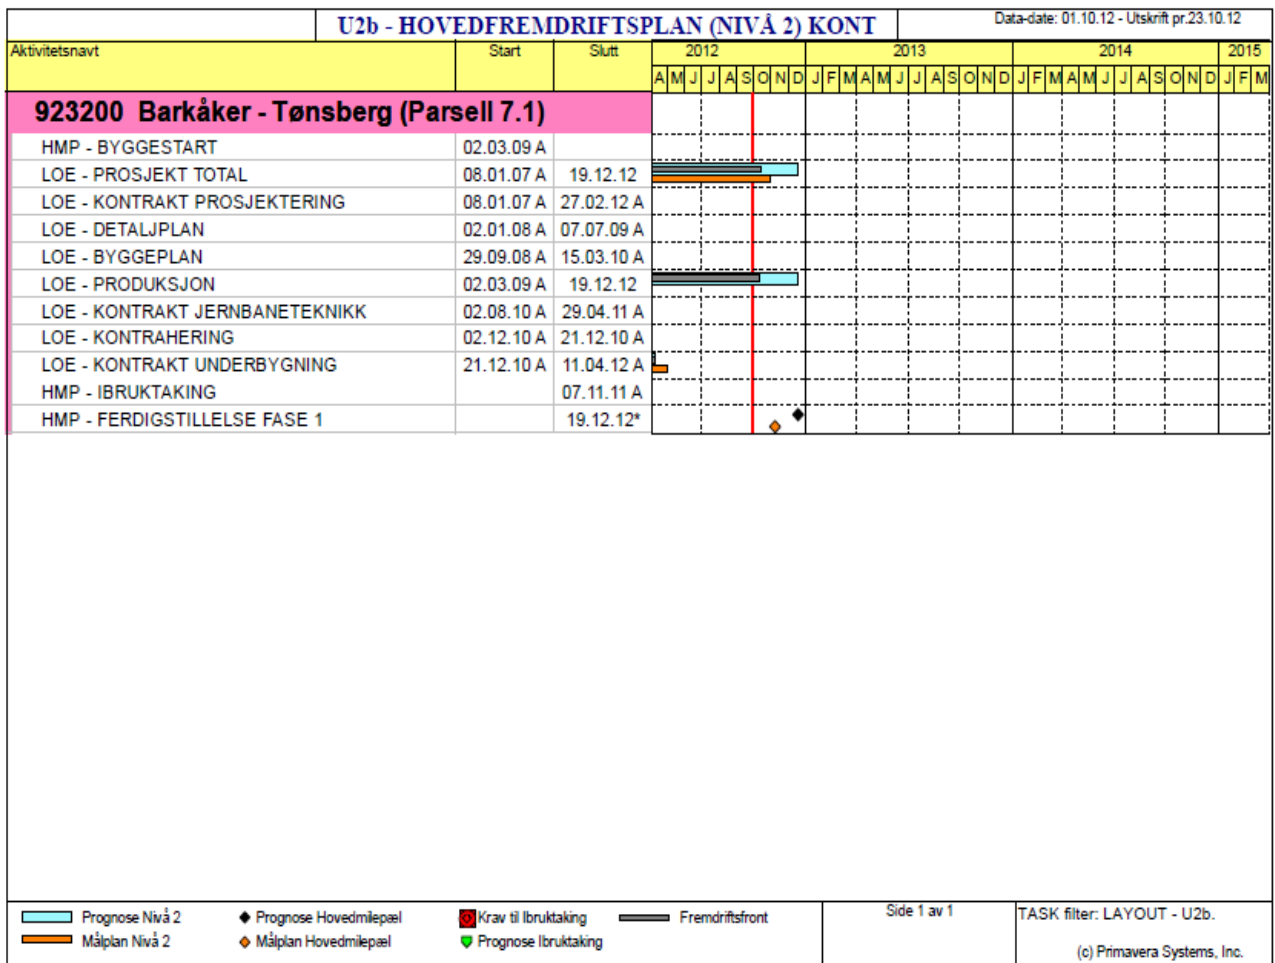 U2b - HOVEDFREMDRIFTSPLAN (NIVÅ 2) KONT
Data-date: 01.10.12 - Utskrift pr.23.10.12
Aktivitetsnavt Start Slutt 2012 2013 2014 2015
A M J J A S O N D J F M A M J J A S O N D J F M A M J J A S O N D J F M
923200 Barkåker - Tønsberg (Parsell 7.1)
HMP - BYGGESTART 02.03.09 A
LOE - PROSJEKT TOTAL 08.01.07 A 19.12.12
LOE - KONTRAKT PROSJEKTERING 08.01.07 A 27.02.12 A
LOE - DETALJPLAN 02.01.08 A 07.07.09 A
LOE - BYGGEPLAN 29.09.08 A 15.03.10 A
LOE - PRODUKSJON 02.03.09 A 19.12.12
LOE - KONTRAKT JERNBANETEKNIKK 02.08.10 A 29.04.11 A
LOE - KONTRAHERING 02.12.10 A 21.12.10 A
LOE - KONTRAKT UNDERBYGNING 21.12.10 A 11.04.12 A
HMP - IBRUKTAKING 07.11.11 A
HMP - FERDIGSTILLELSE FASE 1 19.12.12*
Prognose Nivå 2 Prognose Hovedmilepæl Krav til Ibruktaking Fremdriftsfront
Målplan Nivå 2 Målplan Hovedmilepæl Prognose Ibruktaking
Side 1 av 1
TASK filter: LAYOUT - U2b.
(c) Primavera Systems, Inc.